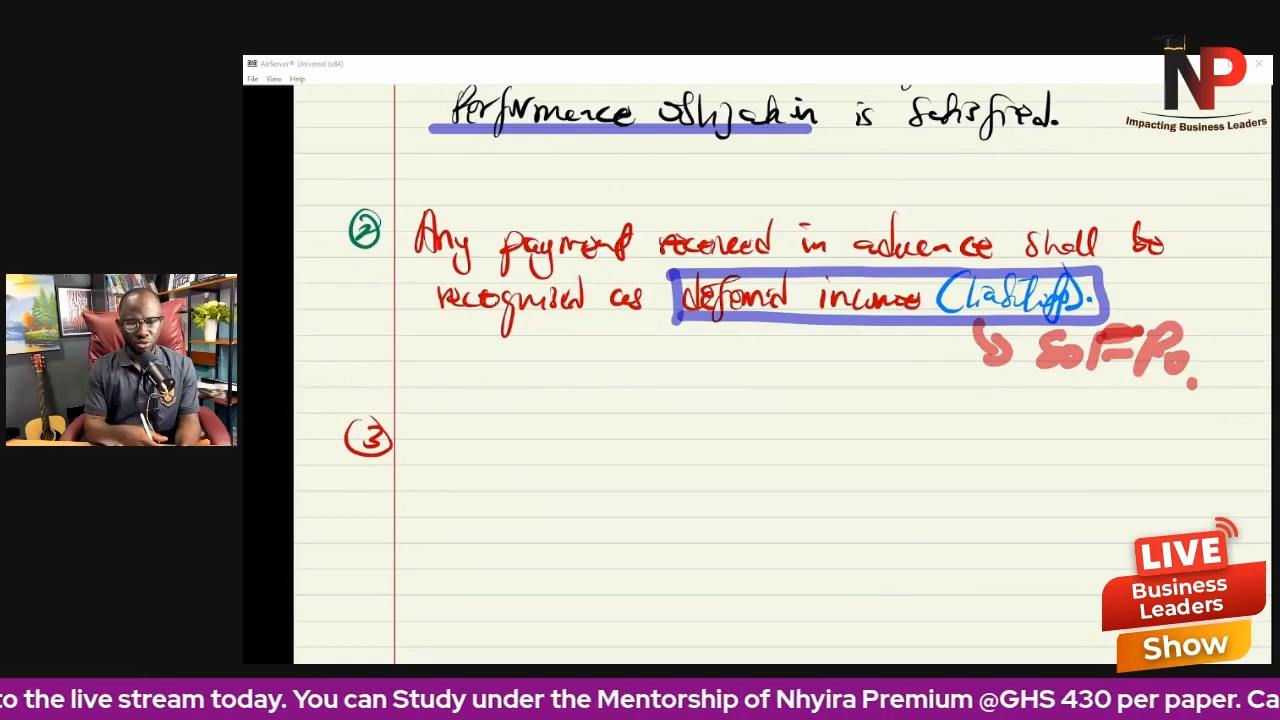 AirServer® Universal (x64)
File View Help
NP
Impacting Business Leaders
Performance obligation is satisfied.
② Any payment received in advance shall be
recognised as deferred income (liability).
↳ SoFPo.
③
LIVE
Business
Leaders
Show
to the live stream today. You can Study under the Mentorship of Nhyira Premium @GHS 430 per paper. Ca